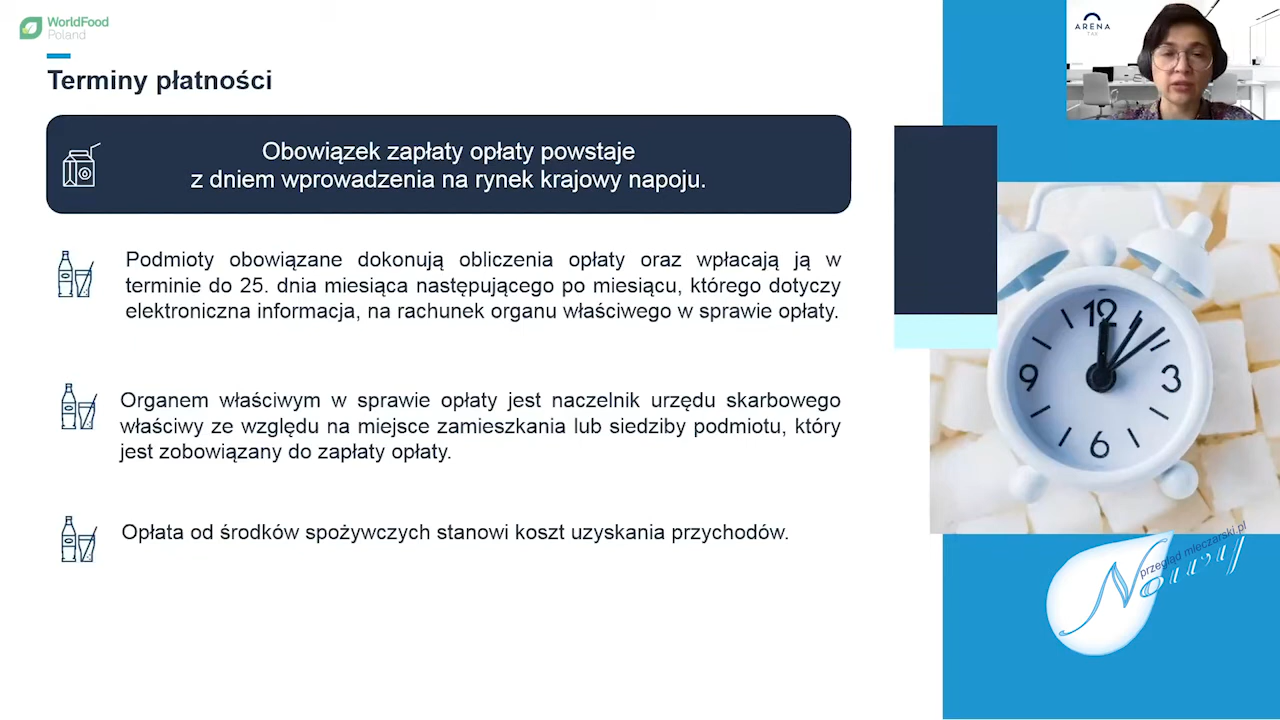 WorldFood
Poland
Terminy płatności
Obowiązek zapłaty opłaty powstaje
z dniem wprowadzenia na rynek krajowy napoju.
Podmioty obowiązane dokonują obliczenia opłaty oraz wpłacają ją w
terminie do 25. dnia miesiąca następującego po miesiącu, którego dotyczy
elektroniczna informacja, na rachunek organu właściwego w sprawie opłaty.
Organem właściwym w sprawie opłaty jest naczelnik urzędu skarbowego
właściwy ze względu na miejsce zamieszkania lub siedziby podmiotu, który
jest zobowiązany do zapłaty opłaty.
Opłata od środków spożywczych stanowi koszt uzyskania przychodów.
ARENA
TAX
12
3
6
9
przegląd mleczarski.pl
Nowy